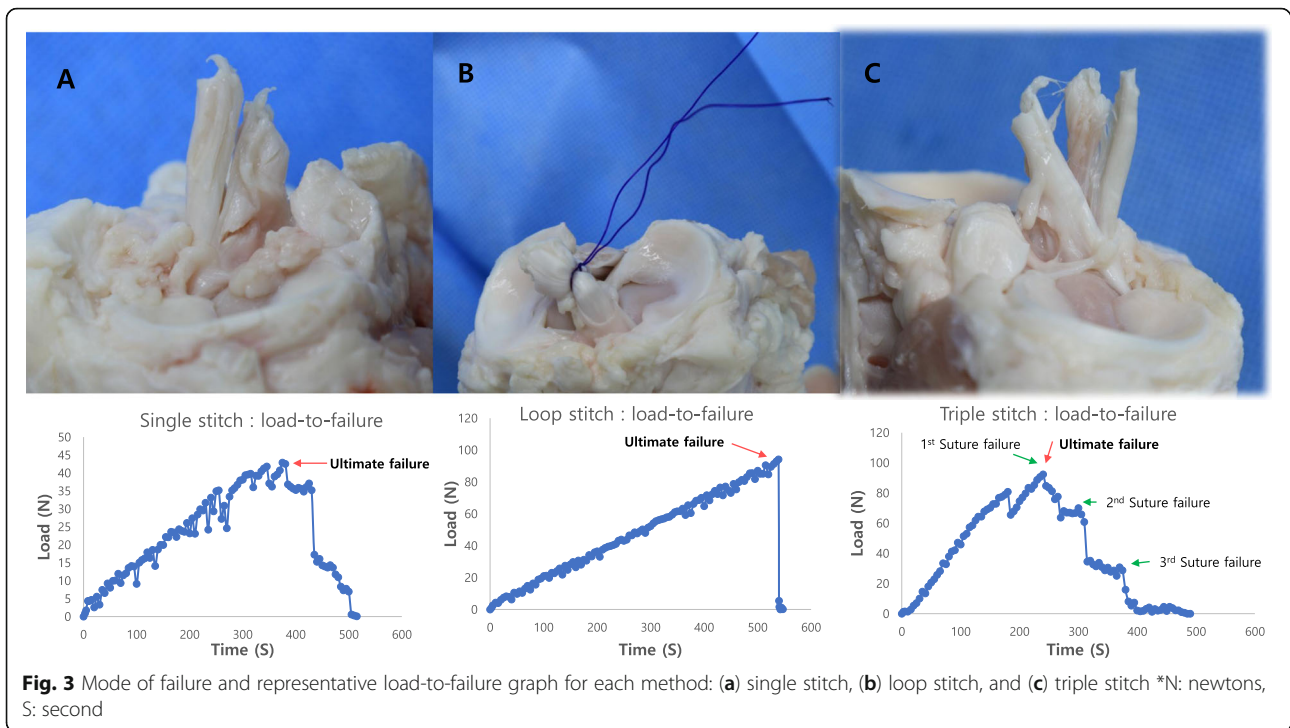 A
B
C
Single stitch : load-to-failure
50
45
40
35
30
25
20
15
10
5
0
Load (N)
0 100 200 300 400 500 600
Time (S)
Ultimate failure
Loop stitch : load-to-failure
120
100
80
60
40
20
0
Load (N)
0 100 200 300 400 500 600
Time (S)
Ultimate failure
Triple stitch : load-to-failure
120
100
80
60
40
20
0
Load (N)
0 100 200 300 400 500 600
Time (S)
1st Suture failure
Ultimate failure
2nd Suture failure
3rd Suture failure
Fig. 3 Mode of failure and representative load-to-failure graph for each method: (a) single stitch, (b) loop stitch, and (c) triple stitch *N: newtons,
S: second